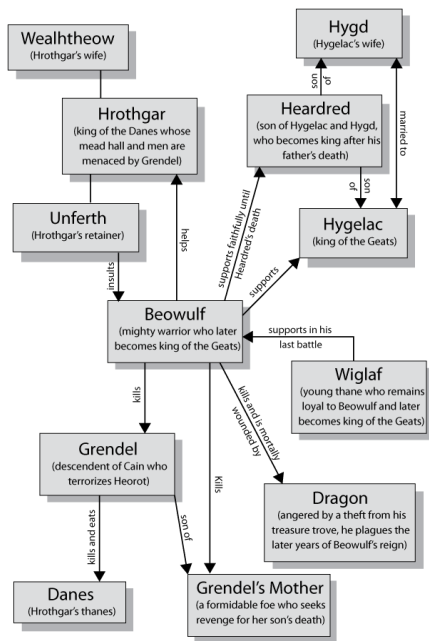 Wealhtheow
(Hrothgar's wife)
Hygd
(Hygelac's wife)
son
of
married to
Hrothgar
(king of the Danes whose
mead hall and men are
menaced by Grendel)
Heardred
(son of Hygelac and Hygd,
who becomes king after his
father's death)
son
of
Unferth
(Hrothgar's retainer)
helps
supports faithfully until
Heardred's death
Hygelac
(king of the Geats)
insults
supports
Beowulf
(mighty warrior who later
becomes king of the Geats)
supports in his
last battle
Wiglaf
(young thane who remains
loyal to Beowulf and later
becomes king of the Geats)
kills
Kills
kills and is mortally
wounded by
Grendel
(descendent of Cain who
terrorizes Heorot)
Dragon
(angered by a theft from his
treasure trove, he plagues the
later years of Beowulf's reign)
kills and eats
son of
Danes
(Hrothgar's thanes)
Grendel's Mother
(a formidable foe who seeks
revenge for her son's death)